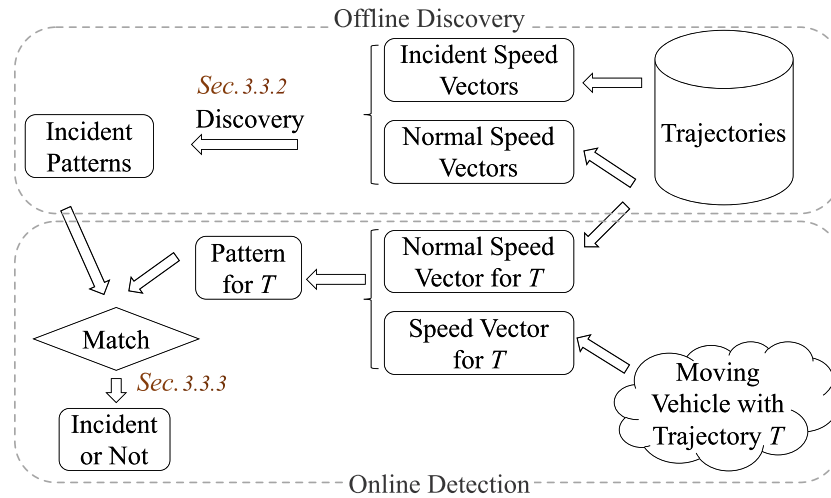 Offline Discovery
Incident Speed
Vectors
Sec. 3.3.2
Discovery
Incident
Patterns
Normal Speed
Vectors
Trajectories
Pattern
for T
Normal Speed
Vector for T
Match
Speed Vector
for T
Sec. 3.3.3
Moving
Vehicle with
Trajectory T
Incident
or Not
Online Detection